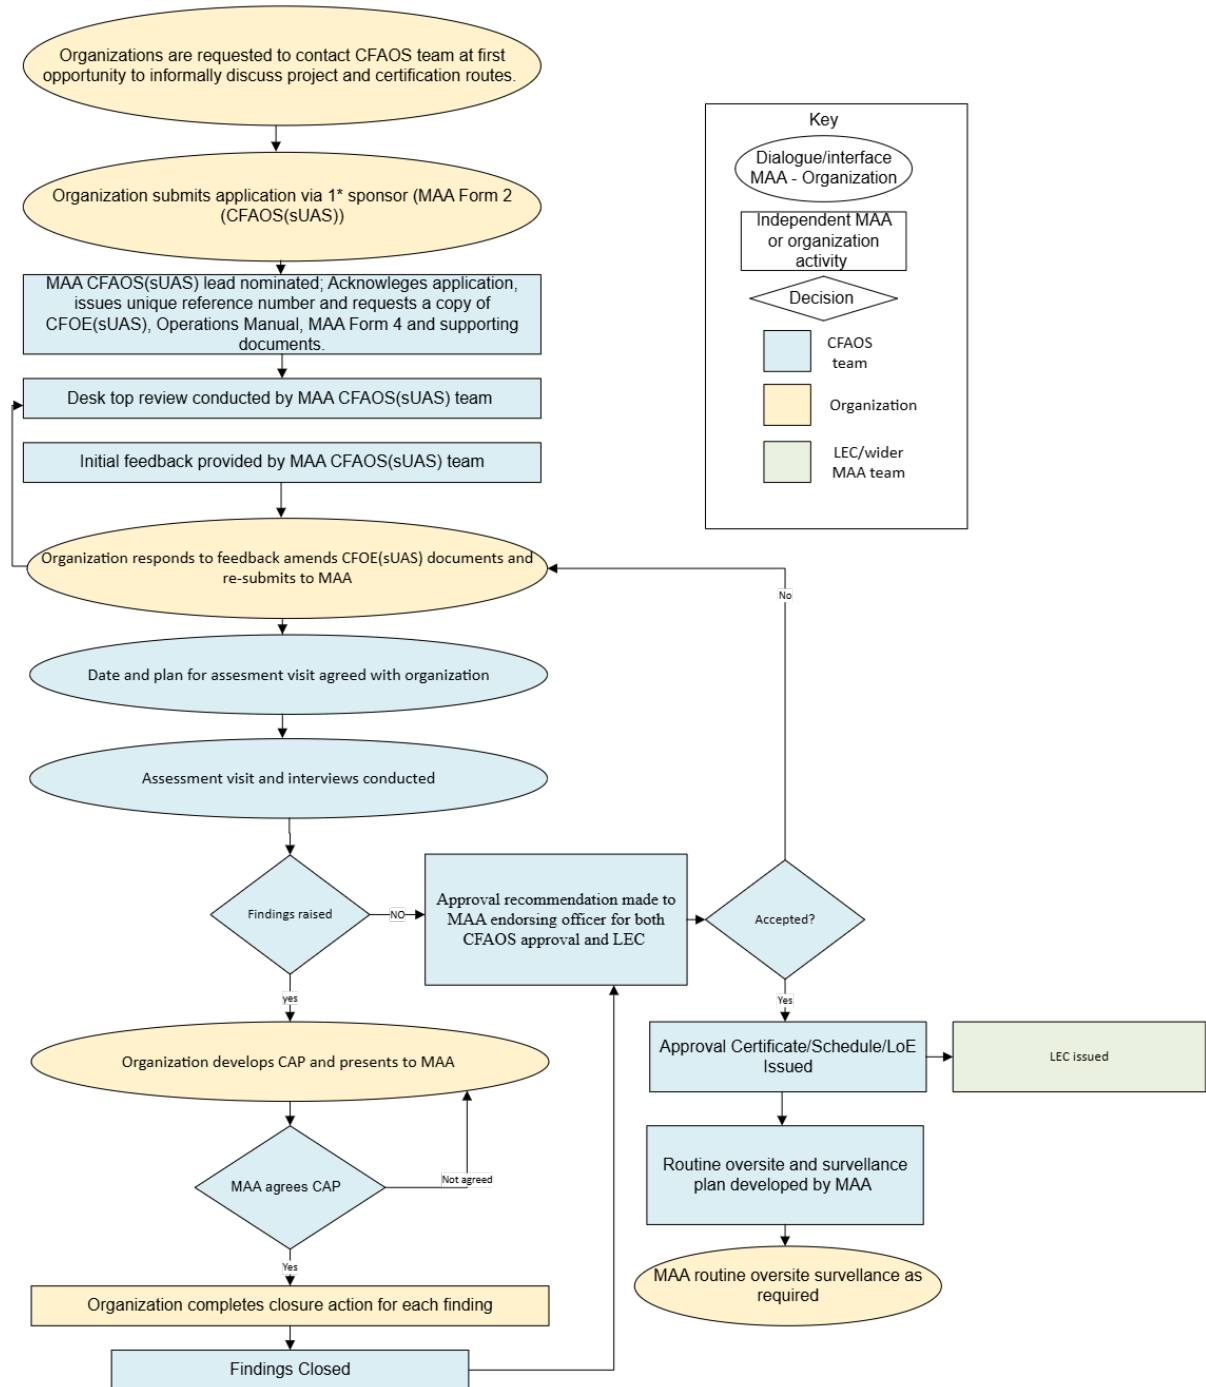 Organizations are requested to contact CFAOS team at first
opportunity to informally discuss project and certification routes.
Organization submits application via 1* sponsor (MAA Form 2
(CFAOS(sUAS))
MAA CFAOS(sUAS) lead nominated; Acknowleges application,
issues unique reference number and requests a copy of
CFOE(sUAS), Operations Manual, MAA Form 4 and supporting
documents.
Desk top review conducted by MAA CFAOS(sUAS) team
Initial feedback provided by MAA CFAOS(sUAS) team
Organization responds to feedback amends CFOE(sUAS) documents and
re-submits to MAA
Date and plan for assesment visit agreed with organization
Assessment visit and interviews conducted
Findings raised
NO
yes
Approval recommendation made to
MAA endorsing officer for both
CFAOS approval and LEC
Accepted?
No
Yes
Organization develops CAP and presents to MAA
MAA agrees CAP
Not agreed
Yes
Organization completes closure action for each finding
Findings Closed
Approval Certificate/Schedule/LoE
Issued
LEC issued
Routine oversite and survellance
plan developed by MAA
MAA routine oversite survellance as
required
Key
Dialogue/interface
MAA - Organization
Independent MAA
or organization
activity
Decision
CFAOS
team
Organization
LEC/wider
MAA team